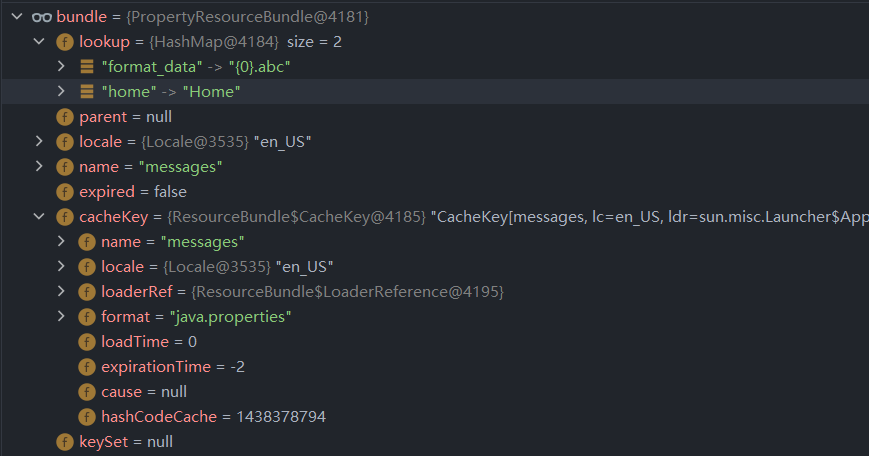 bundle = {PropertyResourceBundle@4181}
f lookup = {HashMap@4184} size = 2
"format_data" -> "{0}.abc"
"home" -> "Home"
f parent = null
f locale = {Locale@3535} "en_US"
f name = "messages"
f expired = false
f cacheKey = {ResourceBundle$CacheKey@4185} "CacheKey[messages, lc=en_US, ldr=sun.misc.Launcher$App
f name = "messages"
f locale = {Locale@3535} "en_US"
f loaderRef = {ResourceBundle$LoaderReference@4195}
f format = "java.properties"
f loadTime = 0
f expirationTime = -2
f cause = null
f hashCodeCache = 1438378794
f keySet = null